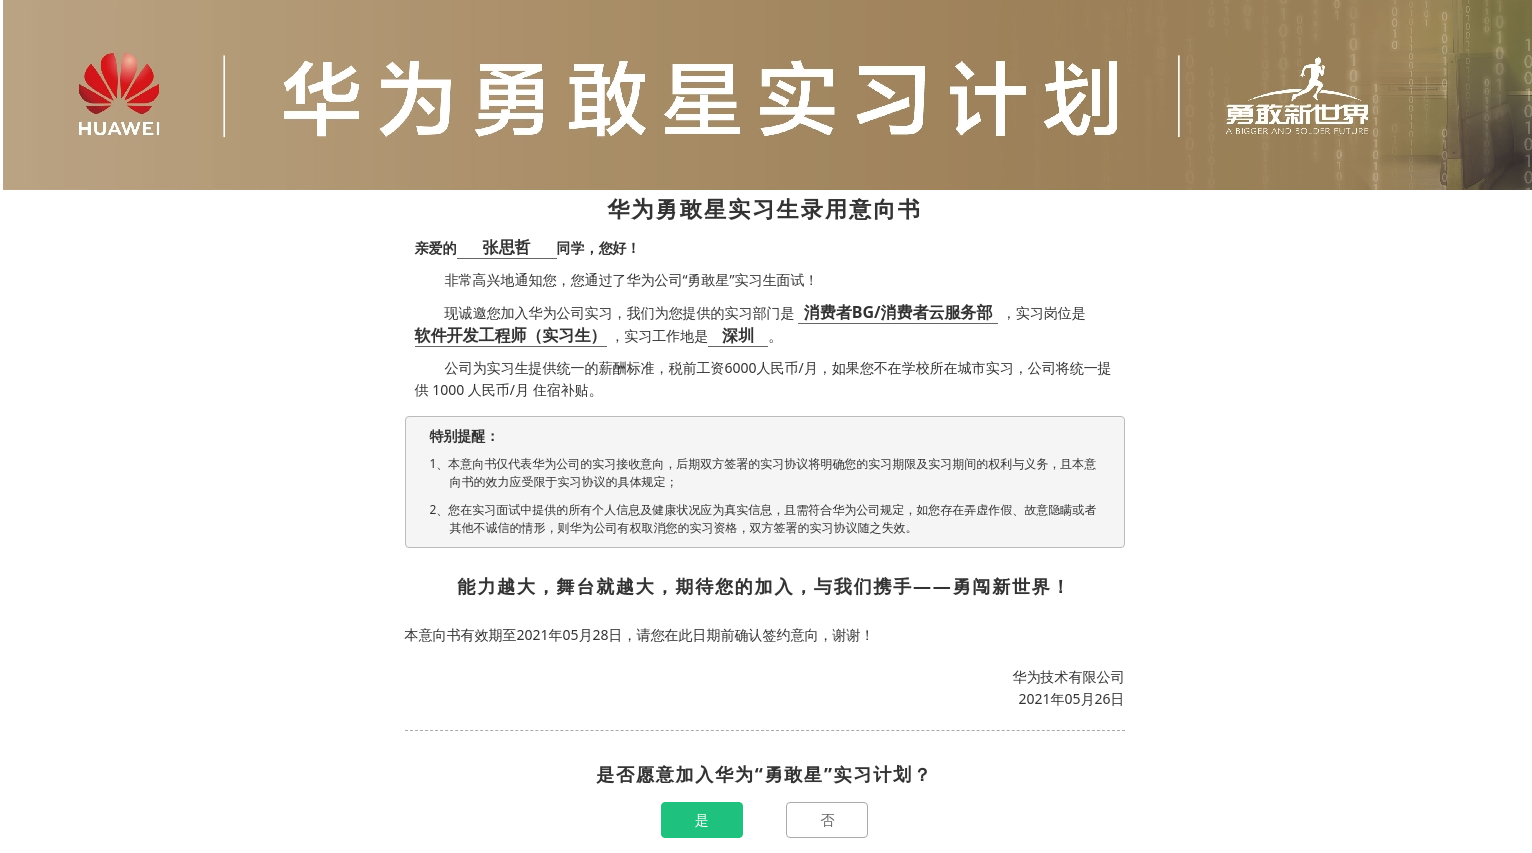 HUAWEI
华为勇敢星实习计划
勇敢新世界
A BIGGER AND BOLDER FUTURE
华为勇敢星实习生录用意向书
亲爱的 张思哲 同学，您好！
非常高兴地通知您，您通过了华为公司“勇敢星”实习生面试！
现诚邀您加入华为公司实习，我们为您提供的实习部门是 消费者BG/消费者云服务部 ，实习岗位是
软件开发工程师（实习生） ，实习工作地是 深圳 。
公司为实习生提供统一的薪酬标准，税前工资6000人民币/月，如果您不在学校所在城市实习，公司将统一提
供 1000 人民币/月 住宿补贴。
特别提醒：
1、本意向书仅代表华为公司的实习接收意向，后期双方签署的实习协议将明确您的实习期限及实习期间的权利与义务，且本意
向书的效力应受限于实习协议的具体规定；
2、您在实习面试中提供的所有个人信息及健康状况应为真实信息，且需符合华为公司规定，如您存在弄虚作假、故意隐瞒或者
其他不诚信的情形，则华为公司有权取消您的实习资格，双方签署的实习协议随之失效。
能力越大，舞台就越大，期待您的加入，与我们携手——勇闯新世界！
本意向书有效期至2021年05月28日，请您在此日期前确认签约意向，谢谢！
华为技术有限公司
2021年05月26日
是否愿意加入华为“勇敢星”实习计划？
是
否